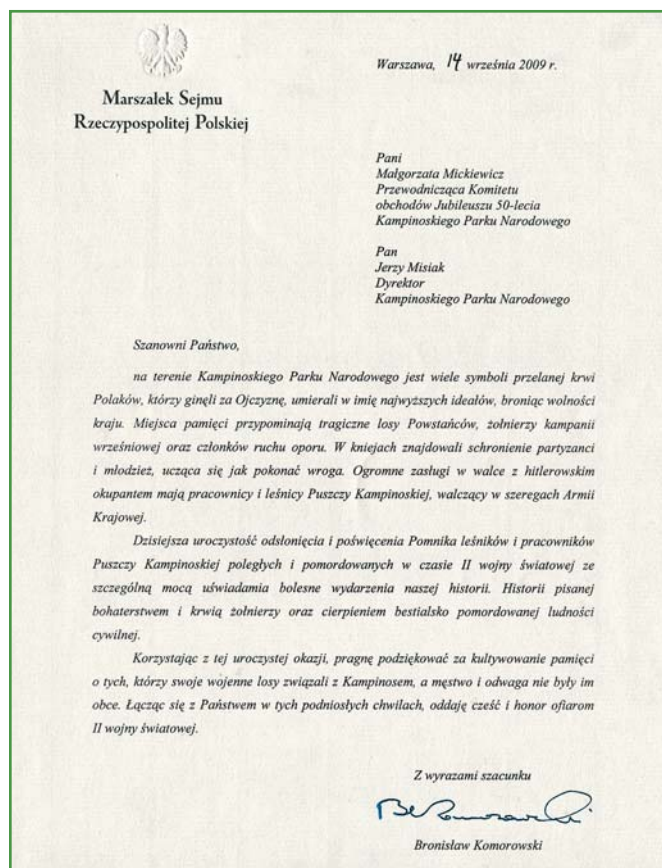 Marszałek Sejmu
Rzeczypospolitej Polskiej
Warszawa, 14 września 2009 r.
Pani
Małgorzata Mickiewicz
Przewodnicząca Komitetu
obchodów Jubileuszu 50-lecia
Kampinoskiego Parku Narodowego
Pan
Jerzy Misiak
Dyrektor
Kampinoskiego Parku Narodowego
Szanowni Państwo,
na terenie Kampinoskiego Parku Narodowego jest wiele symboli przelanej krwi
Polaków, którzy ginęli za Ojczyznę, umierali w imię najwyższych ideałów, broniąc wolności
kraju. Miejsca pamięci przypominają tragiczne losy Powstańców, żołnierzy kampanii
wrześniowej oraz członków ruchu oporu. W kniejach znajdowali schronienie partyzanci
i młodzież, ucząca się jak pokonać wroga. Ogromne zasługi w walce z hitlerowskim
okupantem mają pracownicy i leśnicy Puszczy Kampinoskiej, walczący w szeregach Armii
Krajowej.
Dzisiejsza uroczystość odsłonięcia i poświęcenia Pomnika leśników i pracowników
Puszczy Kampinoskiej poległych i pomordowanych w czasie II wojny światowej ze
szczególną mocą uświadamia bolesne wydarzenia naszej historii. Historii pisanej
bohaterstwem i krwią żołnierzy oraz cierpieniem bestialsko pomordowanej ludności
cywilnej.
Korzystając z tej uroczystej okazji, pragnę podziękować za kultywowanie pamięci
o tych, którzy swoje wojenne losy związali z Kampinosem, a męstwo i odwaga nie były im
obce. Łącząc się z Państwem w tych podniosłych chwilach, oddaję cześć i honor ofiarom
II wojny światowej.
Z wyrazami szacunku
Bronisław Komorowski